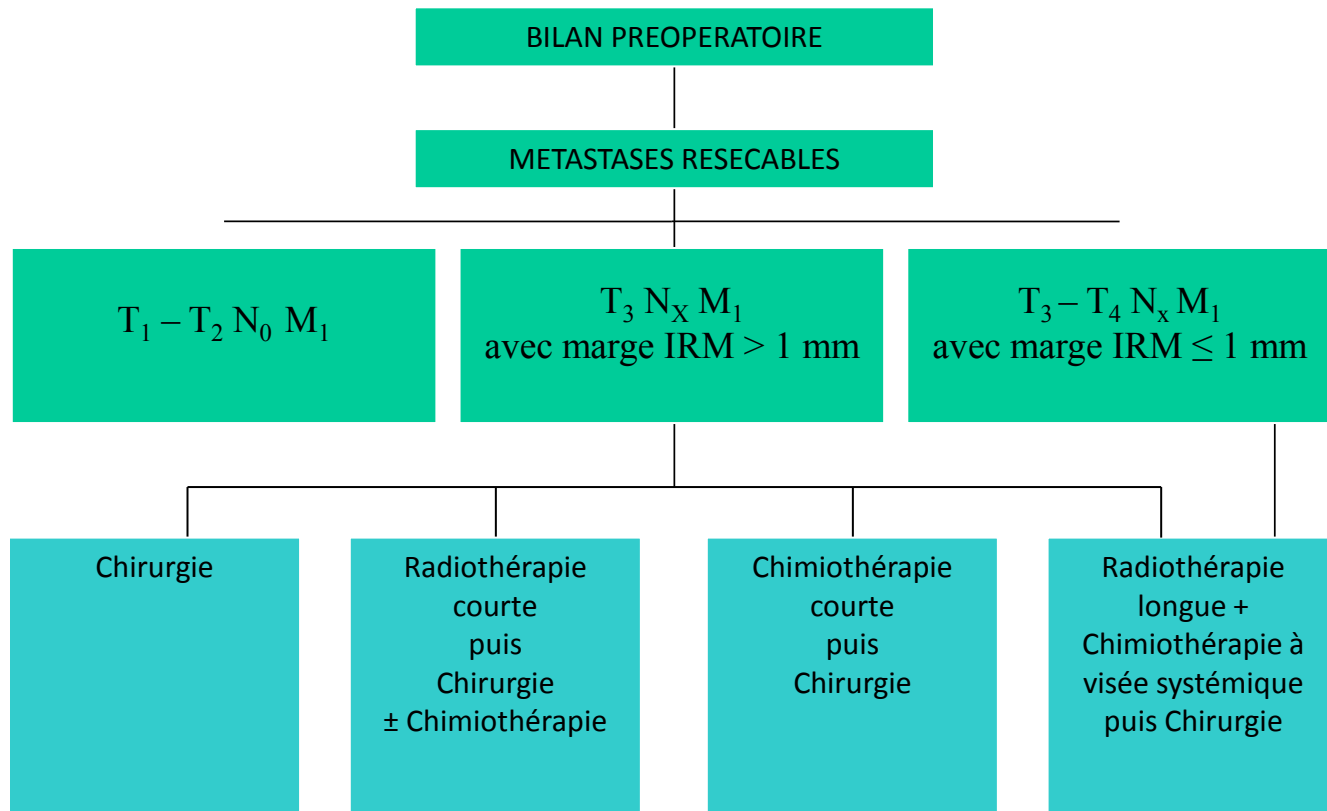 BILAN PREOPERATOIRE
METASTASES RESECABLES
T₁ – T₂ N₀ M₁
T₃ N_X M₁
avec marge IRM > 1 mm
T₃ – T₄ Nₓ M₁
avec marge IRM ≤ 1 mm
Chirurgie
Radiothérapie
courte
puis
Chirurgie
± Chimiothérapie
Chimiothérapie
courte
puis
Chirurgie
Radiothérapie
longue +
Chimiothérapie à
visée systémique
puis Chirurgie